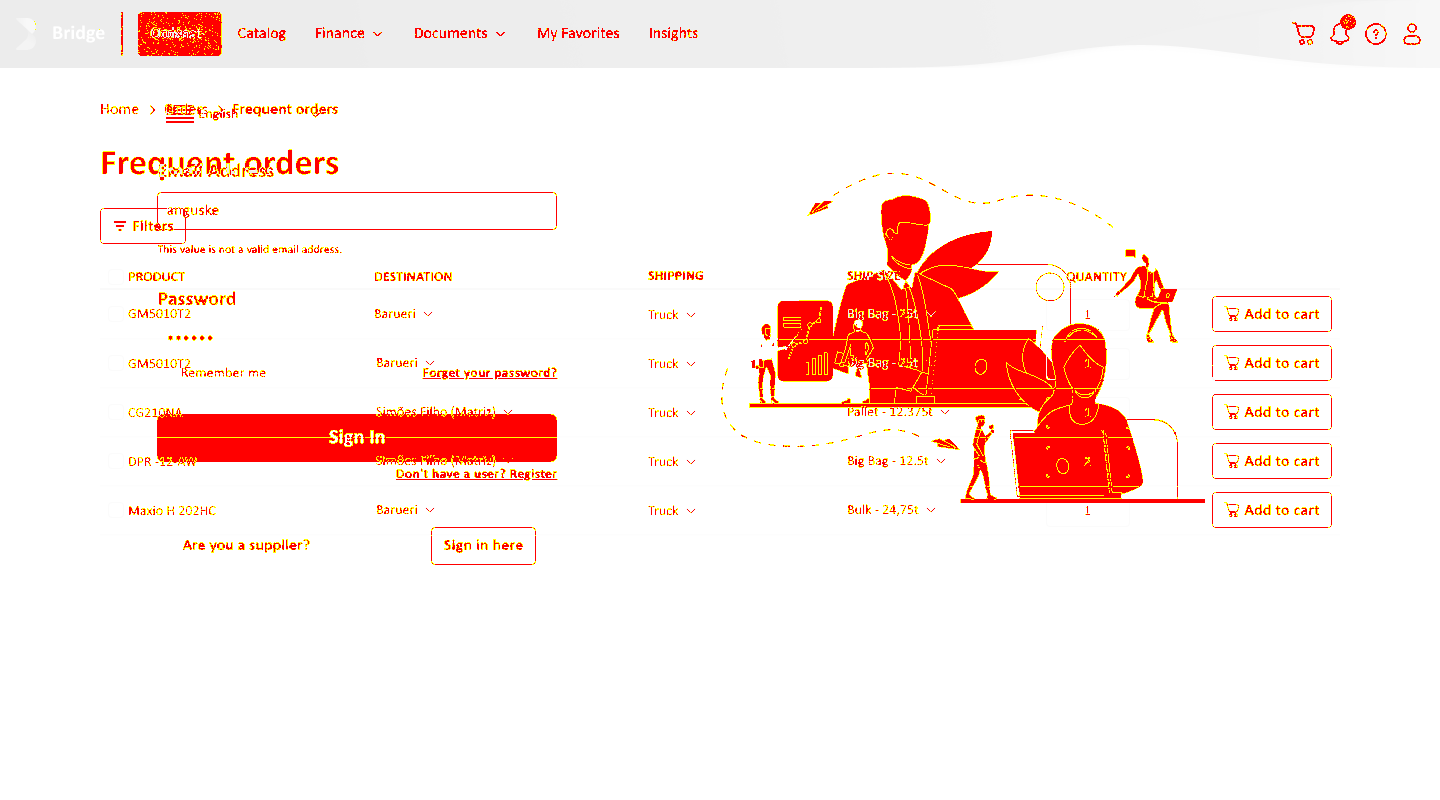 Bridge Catalog Finance Documents My Favorites Insights
Home > Orders > Frequent orders
English
Frequent orders
Email Address
anguske
Filters
This value is not a valid email address.
PRODUCT DESTINATION SHIPPING SHIP SIZE QUANTITY
Password
GM5010T2 Barueri Truck Big Bag - 25t 1 Add to cart
••••••
GM5010T2 Barueri Truck Big Bag - 25t 1 Add to cart
Remember me Forget your password?
CG210NA Simões Filho (Matriz) Truck Pallet - 12,375t Add to cart
Sign In
DPR -12-AW Simões Filho (Matriz) Truck Big Bag - 12,5t Add to cart
Don't have a user? Register
Maxio H 202HC Barueri Truck Bulk - 24,75t 1 Add to cart
Are you a supplier? Sign in here